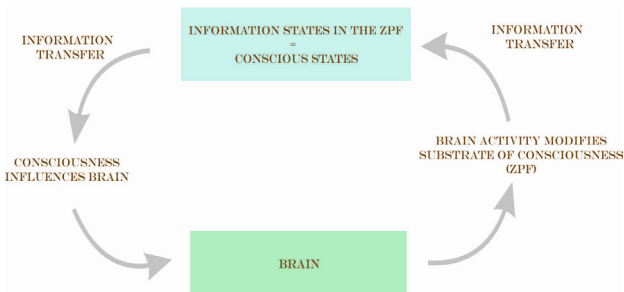 INFORMATION
TRANSFER
INFORMATION STATES IN THE ZPF
=
CONSCIOUS STATES
INFORMATION
TRANSFER
CONSCIOUSNESS
INFLUENCES BRAIN
BRAIN ACTIVITY MODIFIES
SUBSTRATE OF CONSCIOUSNESS
(ZPF)
BRAIN